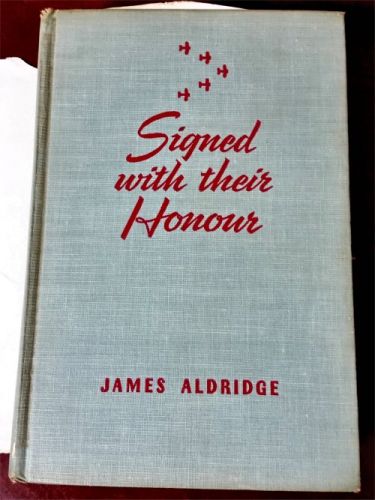 Signed
with their
Honour
JAMES ALDRIDGE